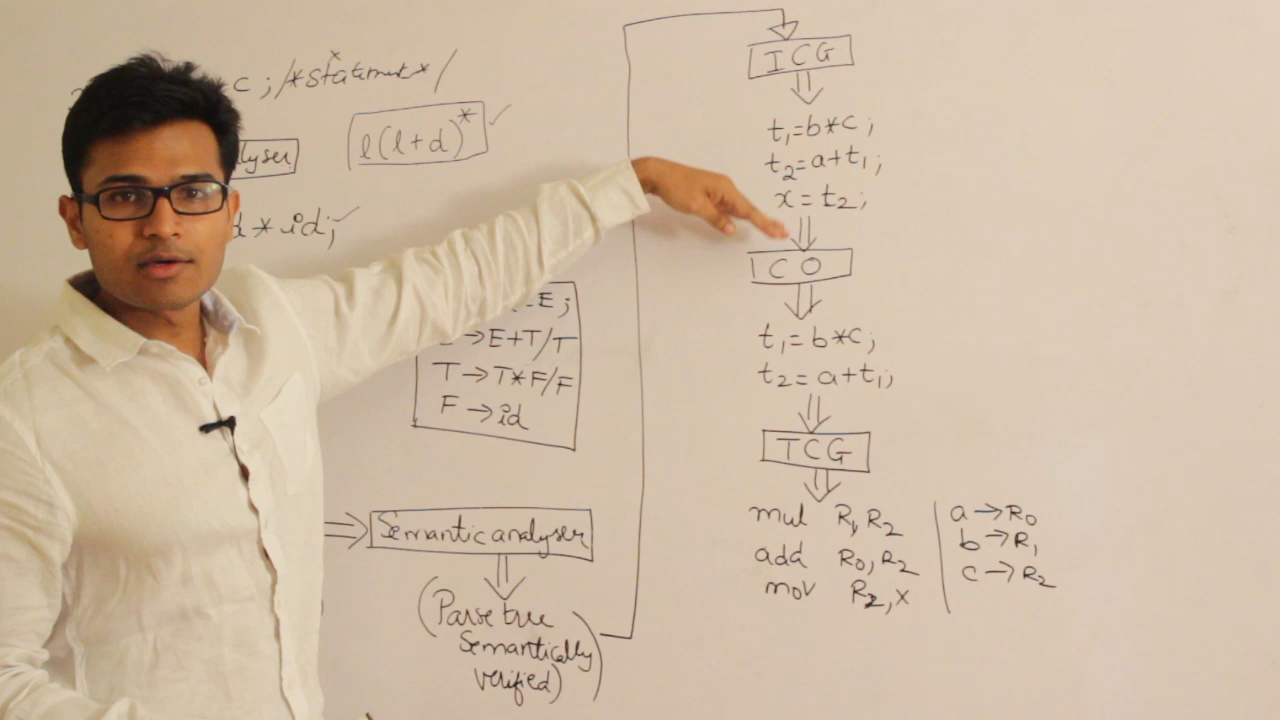 c ; /*statement*/
lyser
l(l+d)*
d * id;
E ;
→ E+T/T
T → T*F/F
F → id
Semantic analyser
(Parse tree
Semantically
verified)
ICG
t₁=b*c;
t₂=a+t₁;
x=t₂;
CO
t₁=b*c;
t₂=a+t₁;
TCG
mul R₁,R₂
add R₀,R₂
mov R₂,x
a→R₀
b→R₁
c→R₂